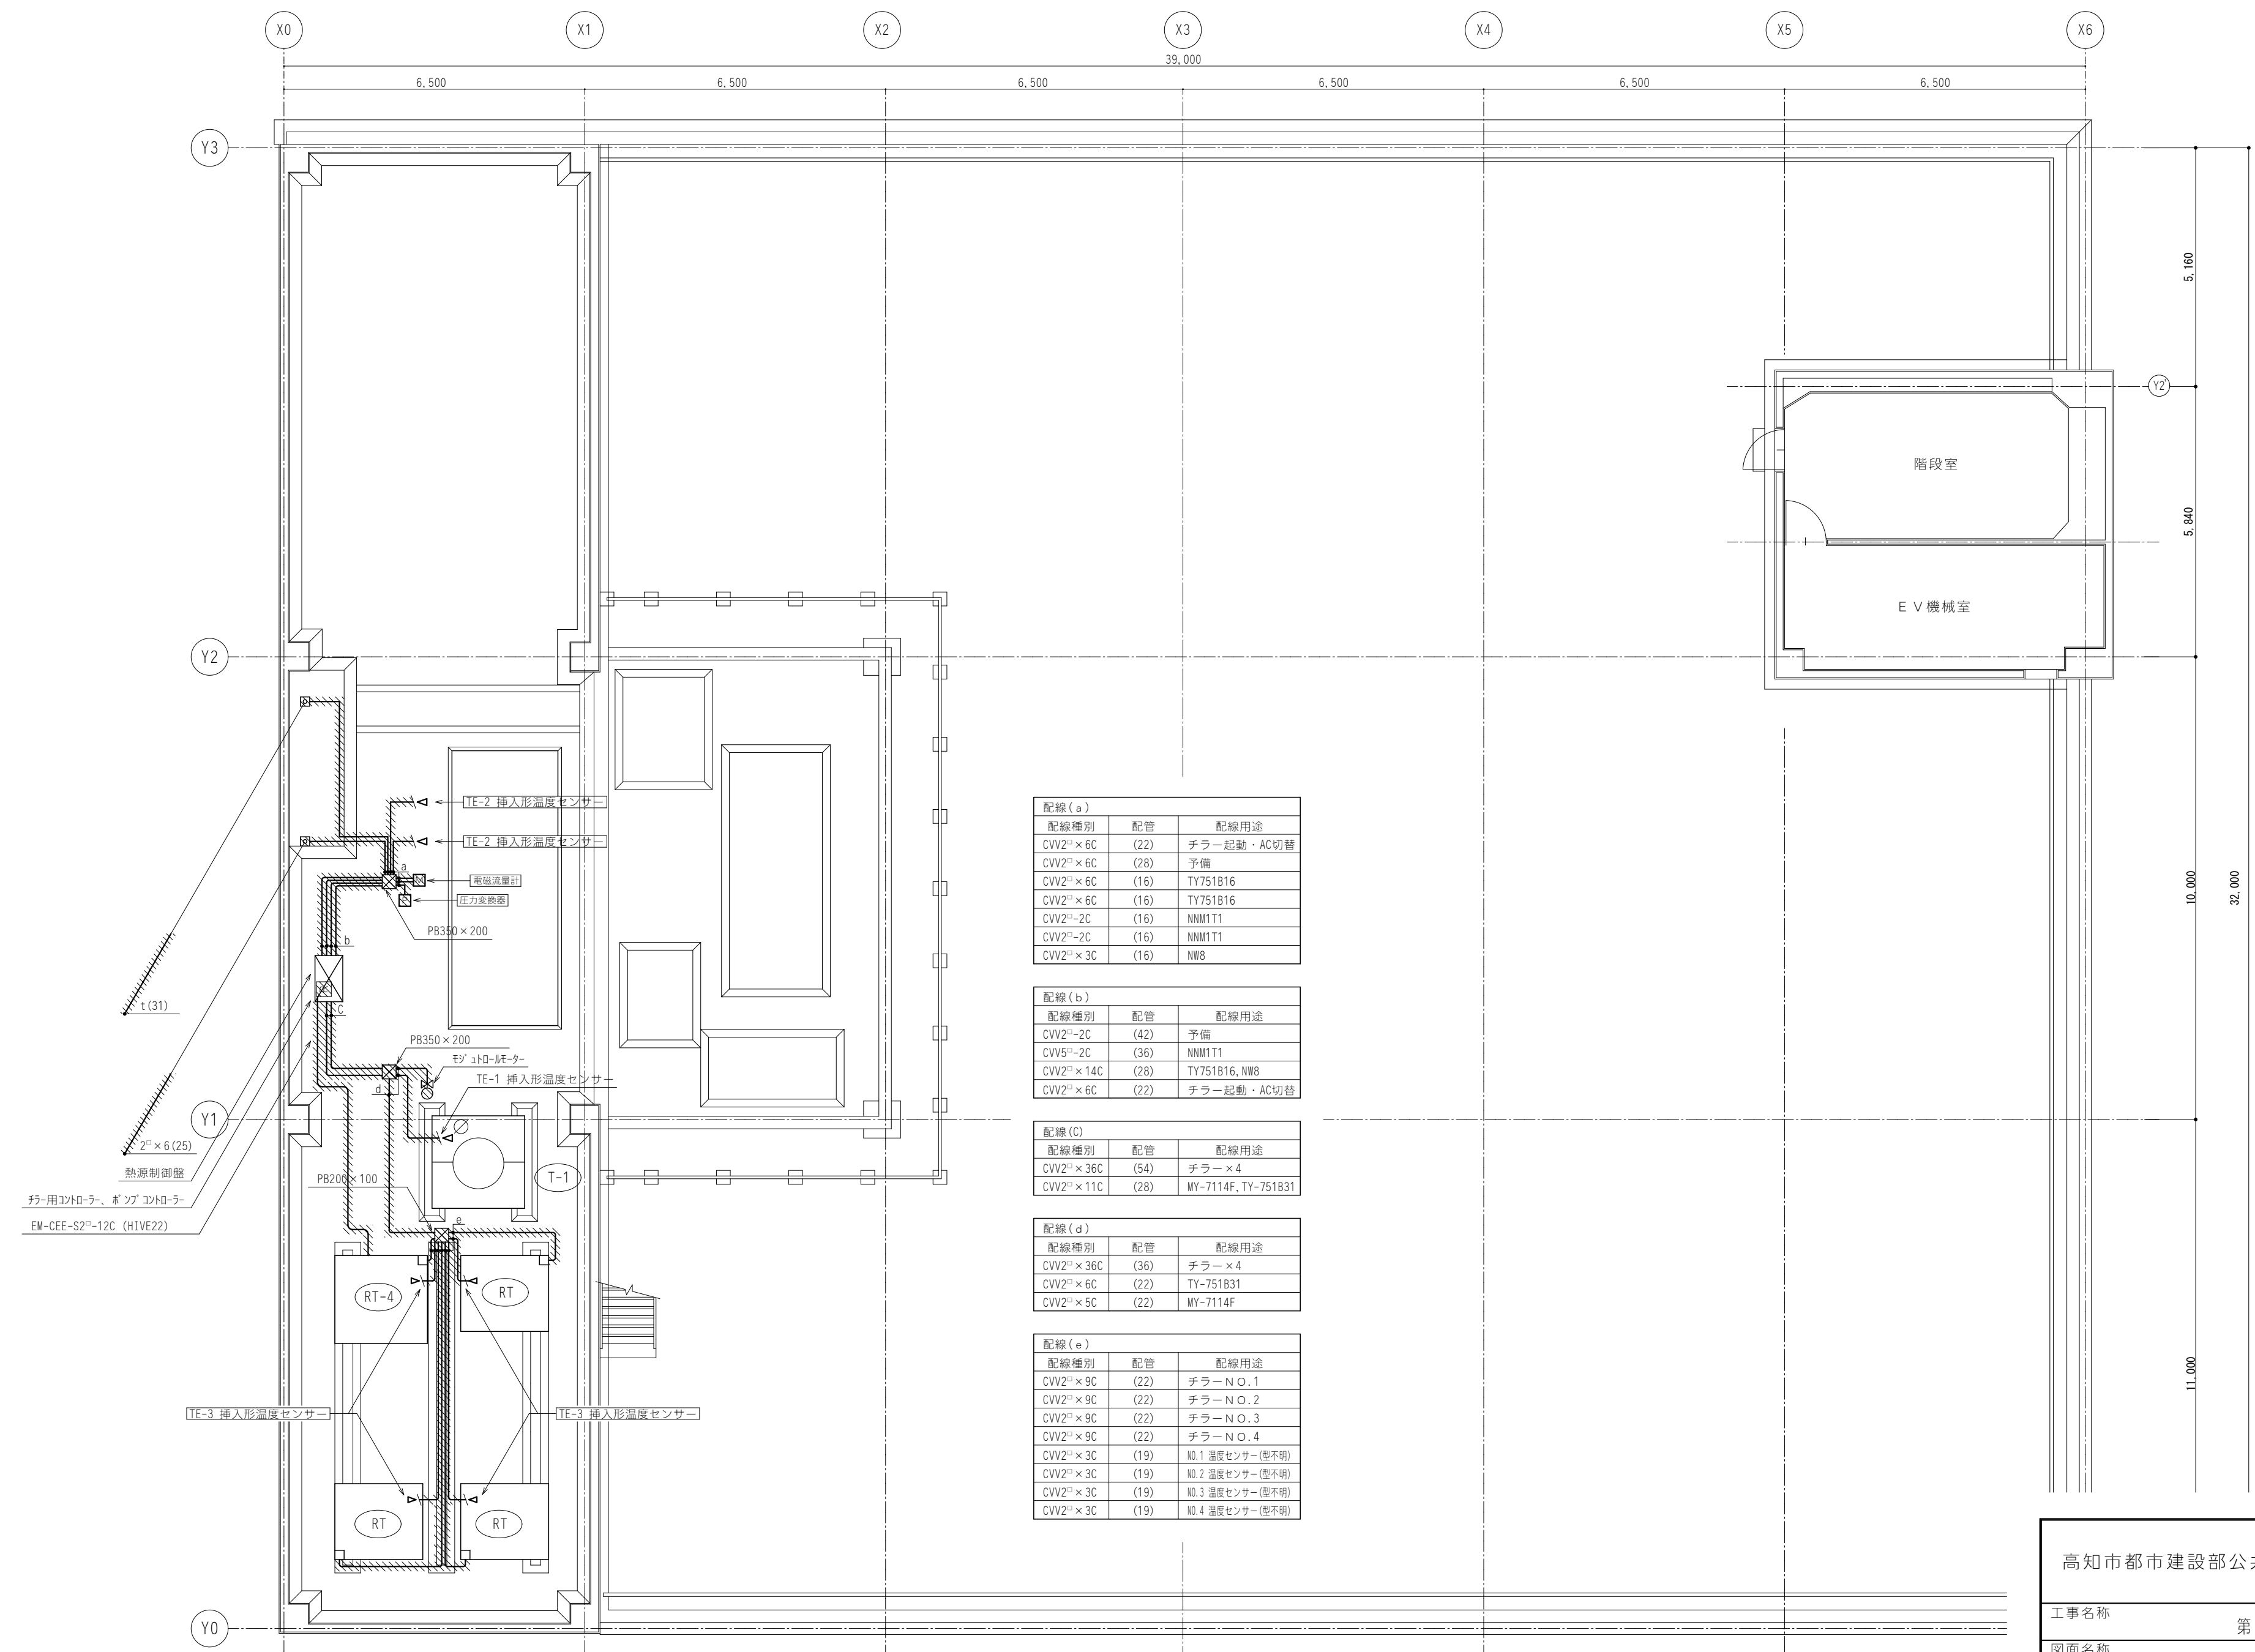 X0
X1
X2
X3
X4
X5
X6
39,000
6,500
6,500
6,500
6,500
6,500
6,500
Y3
Y2
Y1
Y0
Y2'
5,160
5,840
10,000
32,000
11,000
階段室
EV機械室
TE-2 挿入形温度センサー
TE-2 挿入形温度センサー
a
電磁流量計
圧力変換器
PB350×200
b
t(31)
C
PB350×200
モジュトロールモーター
TE-1 挿入形温度センサー
d
2□×6(25)
熱源制御盤
チラー用コントローラー、ポンプコントローラー
EM-CEE-S2□-12C (HIVE22)
PB200×100
T-1
e
RT-4
RT
TE-3 挿入形温度センサー
TE-3 挿入形温度センサー
RT
RT
配線(a)
配線種別 配管 配線用途
CVV2□×6C (22) チラー起動・AC切替
CVV2□×6C (28) 予備
CVV2□×6C (16) TY751B16
CVV2□×6C (16) TY751B16
CVV2□-2C (16) NNM1T1
CVV2□-2C (16) NNM1T1
CVV2□×3C (16) NW8
配線(b)
配線種別 配管 配線用途
CVV2□-2C (42) 予備
CVV5□-2C (36) NNM1T1
CVV2□×14C (28) TY751B16,NW8
CVV2□×6C (22) チラー起動・AC切替
配線(C)
配線種別 配管 配線用途
CVV2□×36C (54) チラー×4
CVV2□×11C (28) MY-7114F,TY-751B31
配線(d)
配線種別 配管 配線用途
CVV2□×36C (36) チラー×4
CVV2□×6C (22) TY-751B31
CVV2□×5C (22) MY-7114F
配線(e)
配線種別 配管 配線用途
CVV2□×9C (22) チラーNO.1
CVV2□×9C (22) チラーNO.2
CVV2□×9C (22) チラーNO.3
CVV2□×9C (22) チラーNO.4
CVV2□×3C (19) NO.1 温度センサー(型不明)
CVV2□×3C (19) NO.2 温度センサー(型不明)
CVV2□×3C (19) NO.3 温度センサー(型不明)
CVV2□×3C (19) NO.4 温度センサー(型不明)
高知市都市建設部公
工事名称
第
図面名称